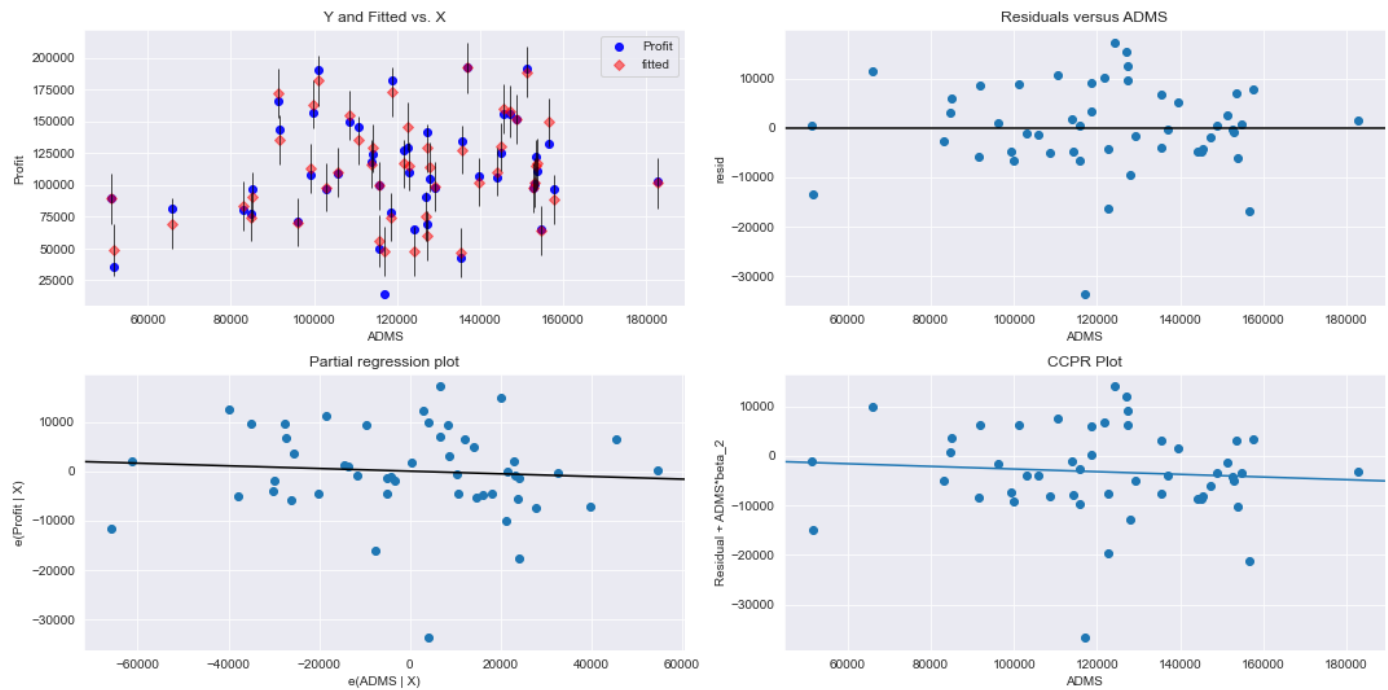 Y and Fitted vs. X
Profit
fitted
200000
175000
150000
125000
100000
75000
50000
25000
Profit
60000 80000 100000 120000 140000 160000 180000
ADMS
Residuals versus ADMS
10000
0
−10000
−20000
−30000
resid
60000 80000 100000 120000 140000 160000 180000
ADMS
Partial regression plot
10000
0
−10000
−20000
−30000
e(Profit | X)
−60000 −40000 −20000 0 20000 40000 60000
e(ADMS | X)
CCPR Plot
10000
0
−10000
−20000
−30000
Residual + ADMS*beta_2
60000 80000 100000 120000 140000 160000 180000
ADMS